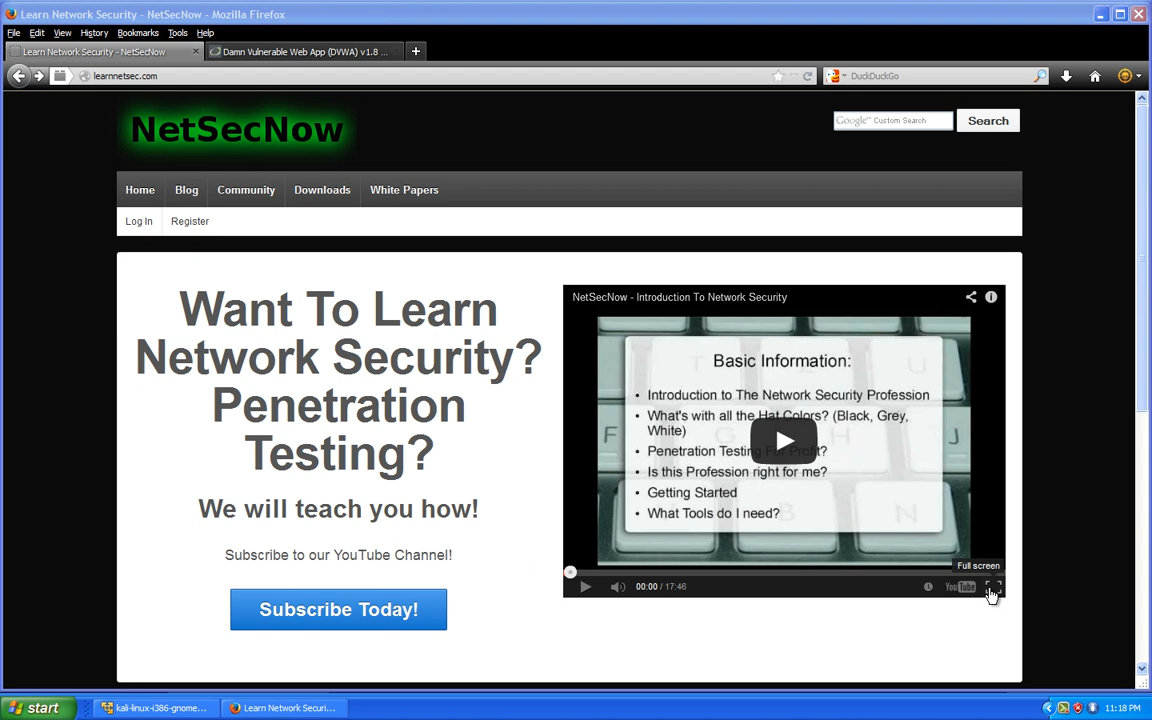 Learn Network Security - NetSecNow - Mozilla Firefox
File Edit View History Bookmarks Tools Help
Learn Network Security - NetSecNow
Damn Vulnerable Web App (DVWA) v1.8 ...
learnnetsec.com
DuckDuckGo
NetSecNow
Google™ Custom Search
Search
Home Blog Community Downloads White Papers
Log In Register
Want To Learn
Network Security?
Penetration
Testing?
We will teach you how!
Subscribe to our YouTube Channel!
Subscribe Today!
NetSecNow - Introduction To Network Security
Basic Information:
• Introduction to The Network Security Profession
• What's with all the Hat Colors? (Black, Grey,
White)
• Penetration Testing For Profit?
• Is this Profession right for me?
• Getting Started
• What Tools do I need?
Full screen
00:00 / 17:46
YouTube
start
kali-linux-i386-gnome...
Learn Network Securi...
11:18 PM